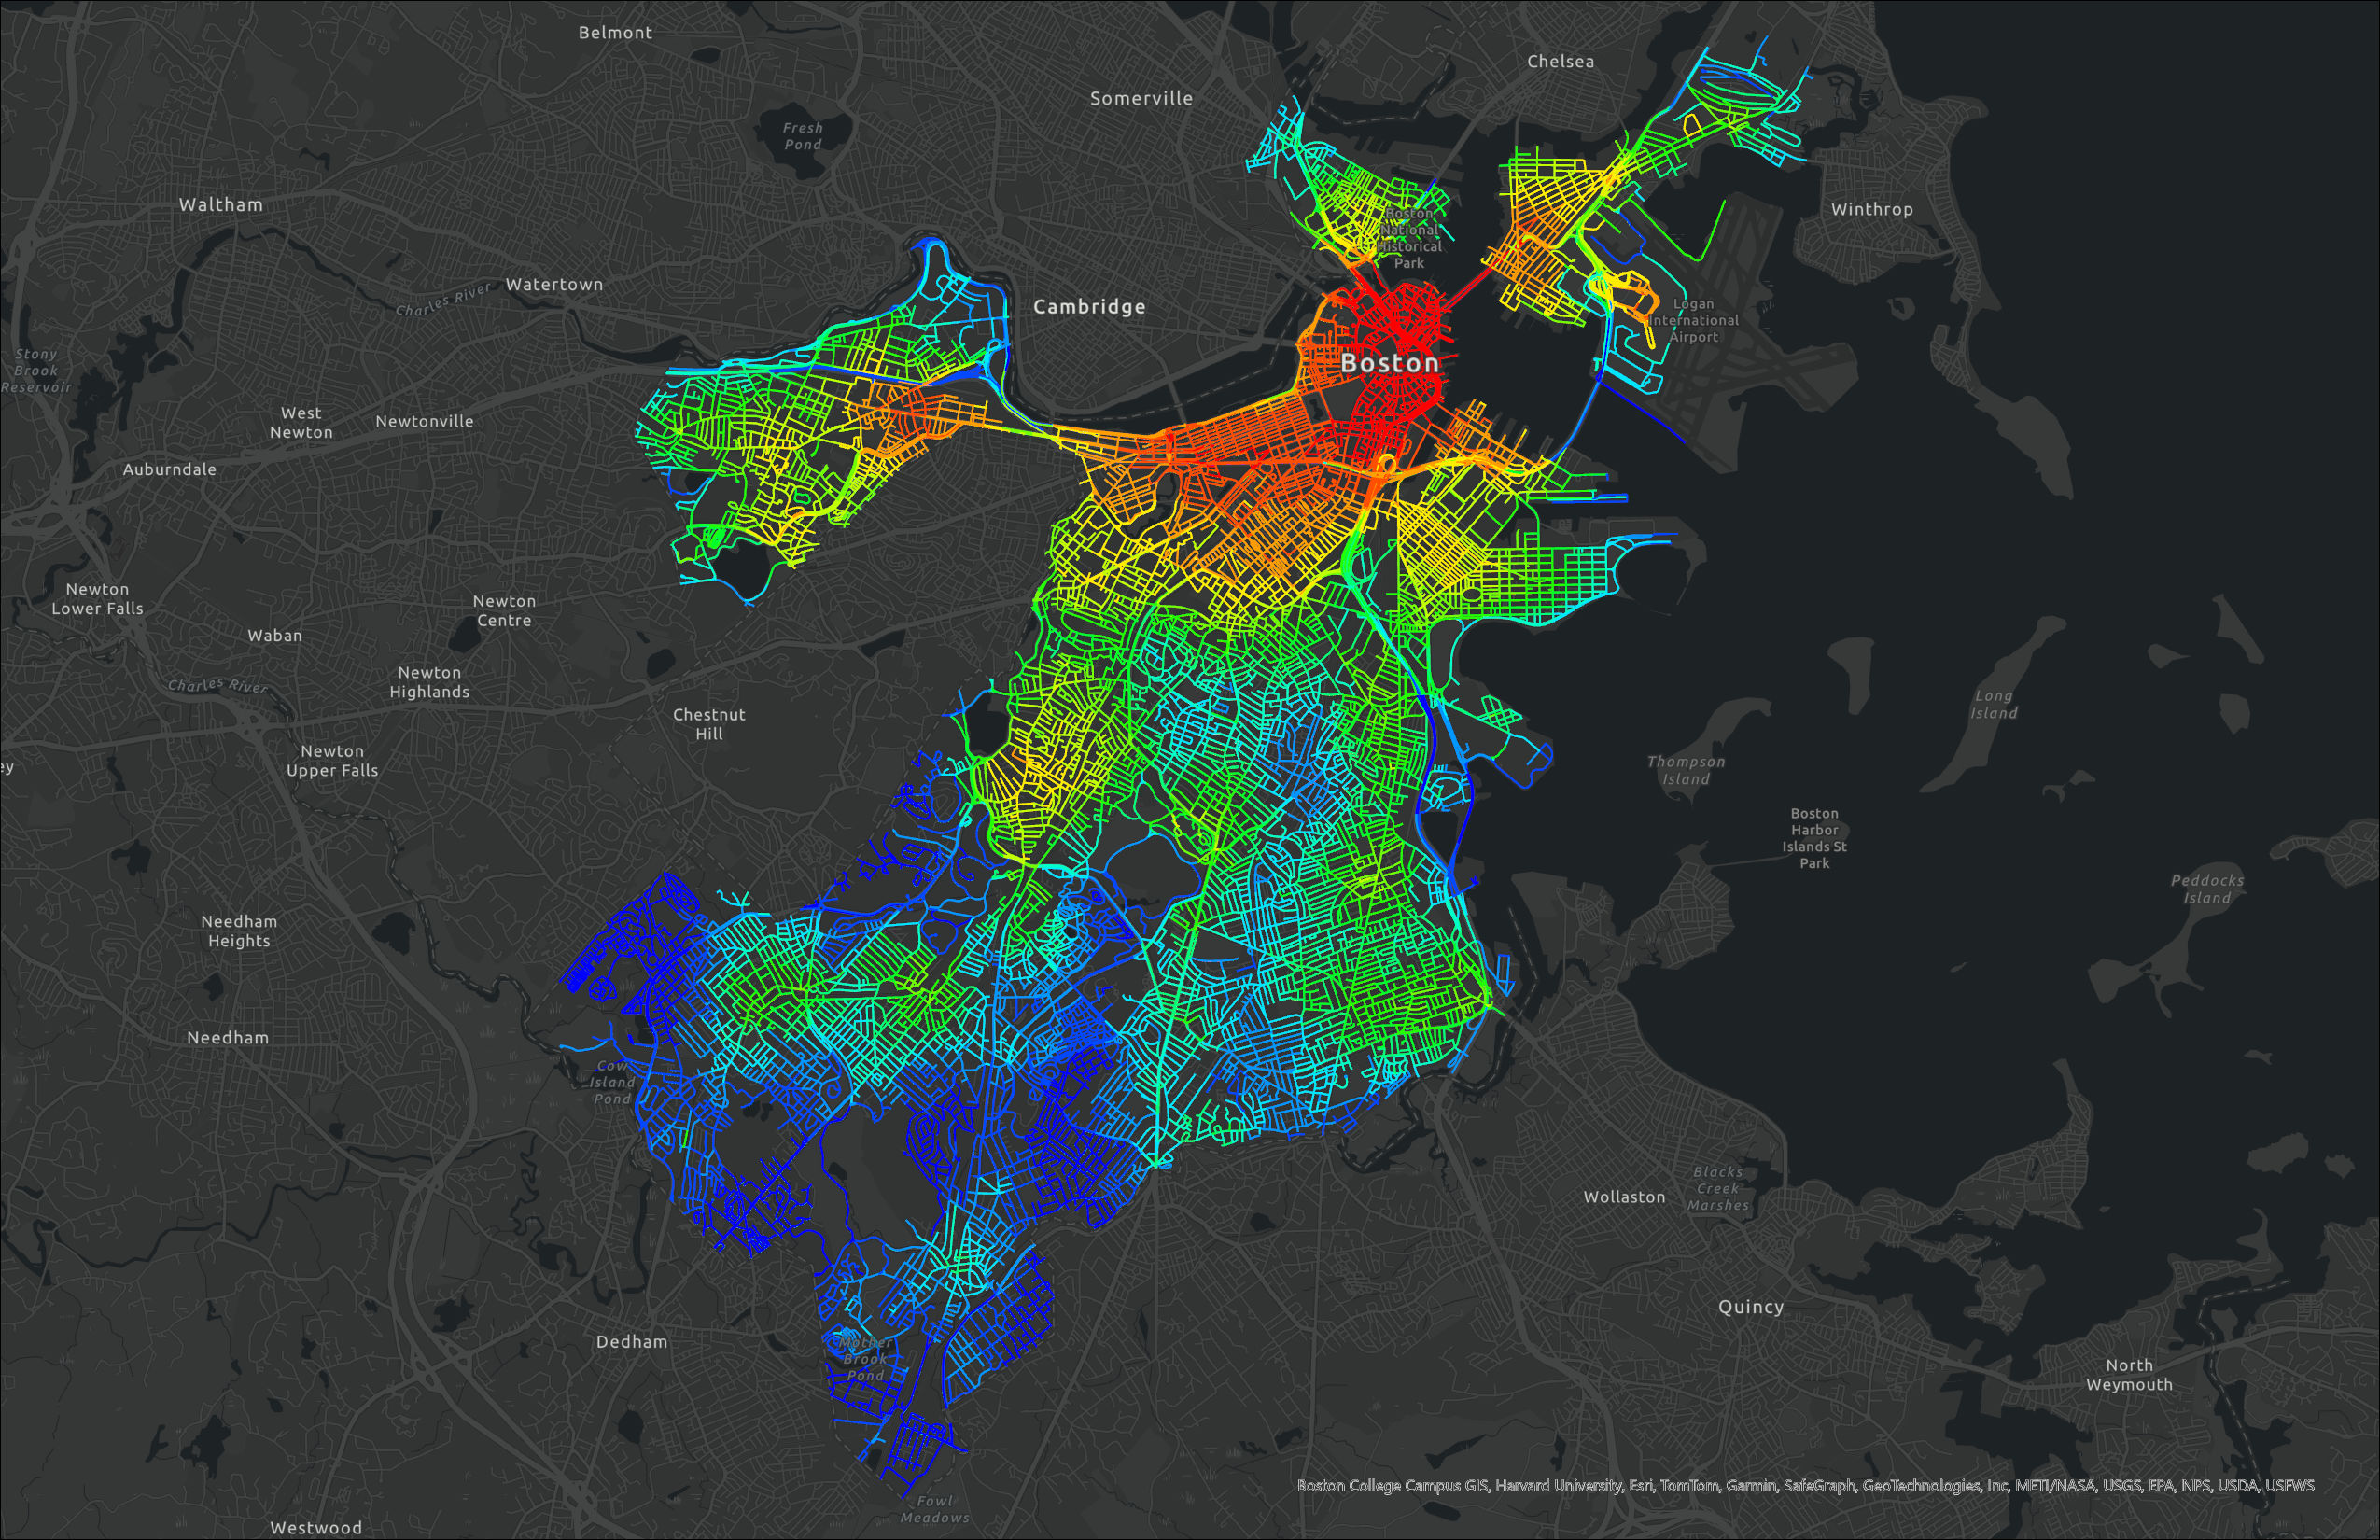 Belmont
Chelsea
Somerville
Fresh
Pond
Waltham
Winthrop
Boston
National
Historical
Park
Watertown
Charles River
Cambridge
Logan
International
Airport
Stony
Brook
Reservoir
Boston
West
Newton
Newtonville
Auburndale
Newton
Lower Falls
Newton
Centre
Waban
Newton
Highlands
Charles River
Chestnut
Hill
Long
Island
Newton
Upper Falls
ey
Thompson
Island
Boston
Harbor
Islands St
Park
Peddocks
Island
Needham
Heights
Needham
Cow
Island
Pond
Blacks
Creek
Marshes
Wollaston
Quincy
Dedham
Mother
Brook
Pond
North
Weymouth
Boston College Campus GIS, Harvard University, Esri, TomTom, Garmin, SafeGraph, GeoTechnologies, Inc, METI/NASA, USGS, EPA, NPS, USDA, USFWS
Fowl
Meadows
Westwood